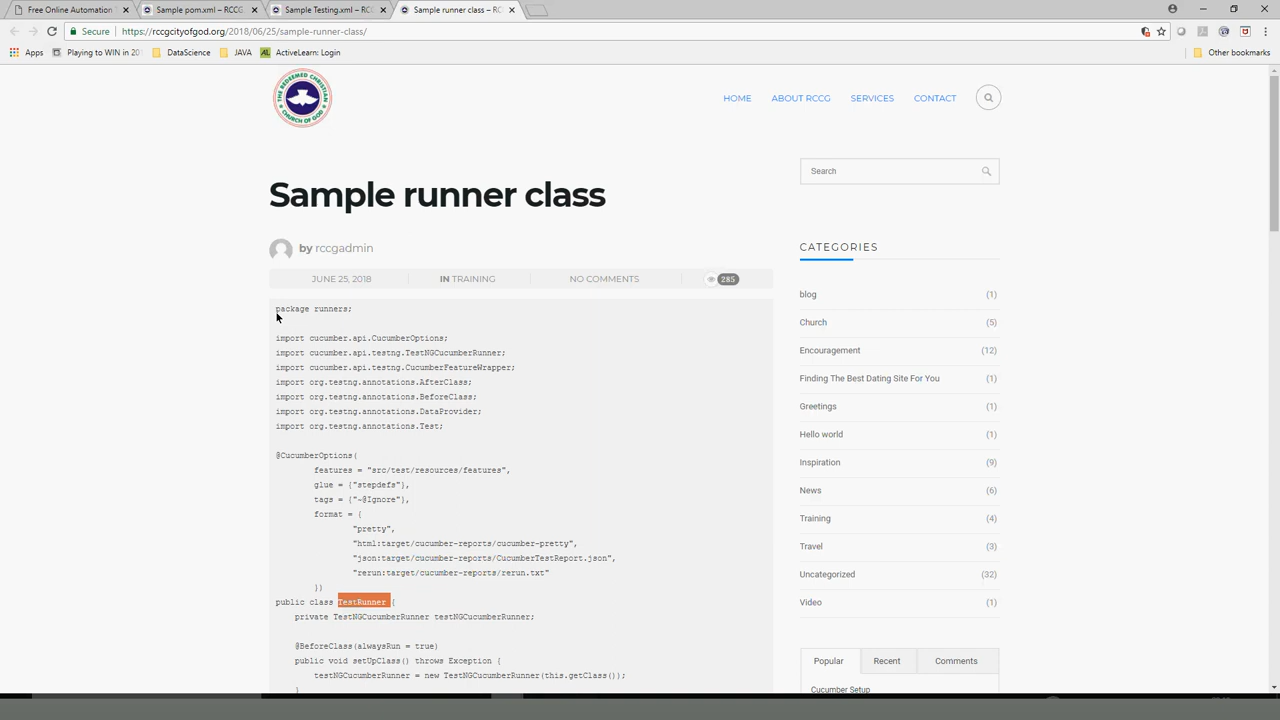 Free Online Automation T
Sample pom.xml – RCCG
Sample Testing.xml – RC
Sample runner class – RC
Secure
https://rccgcityofgod.org/2018/06/25/sample-runner-class/
Apps
Playing to WIN in 20
DataScience
JAVA
ActiveLearn: Login
Other bookmarks
THE REDEEMED CHRISTIAN CHURCH OF GOD
HOME
ABOUT RCCG
SERVICES
CONTACT
Sample runner class
by rccgadmin
JUNE 25, 2018
IN TRAINING
NO COMMENTS
285
package runners;
import cucumber.api.CucumberOptions;
import cucumber.api.testng.TestNGCucumberRunner;
import cucumber.api.testng.CucumberFeatureWrapper;
import org.testng.annotations.AfterClass;
import org.testng.annotations.BeforeClass;
import org.testng.annotations.DataProvider;
import org.testng.annotations.Test;
@CucumberOptions(
features = "src/test/resources/features",
glue = {"stepdefs"},
tags = {"~@Ignore"},
format = {
"pretty",
"html:target/cucumber-reports/cucumber-pretty",
"json:target/cucumber-reports/CucumberTestReport.json",
"rerun:target/cucumber-reports/rerun.txt"
})
public class TestRunner {
private TestNGCucumberRunner testNGCucumberRunner;
@BeforeClass(alwaysRun = true)
public void setUpClass() throws Exception {
testNGCucumberRunner = new TestNGCucumberRunner(this.getClass());
}
Search
CATEGORIES
blog (1)
Church (5)
Encouragement (12)
Finding The Best Dating Site For You (1)
Greetings (1)
Hello world (1)
Inspiration (9)
News (6)
Training (4)
Travel (3)
Uncategorized (32)
Video (1)
Popular
Recent
Comments
Cucumber Setup